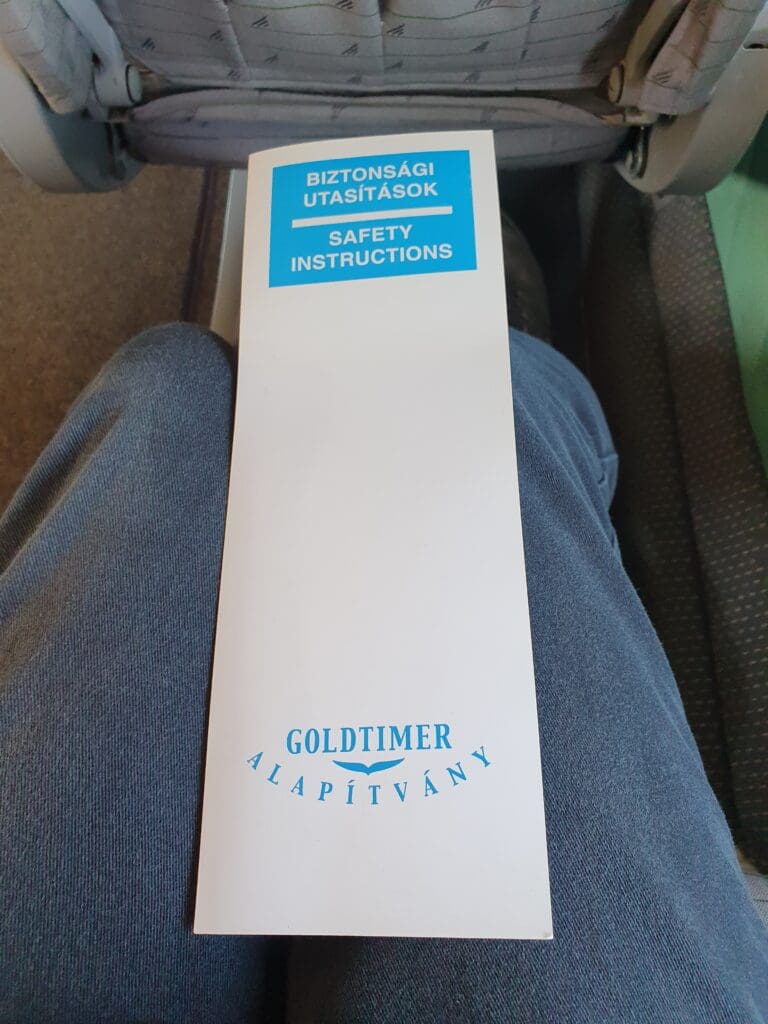 BIZTONSÁGI
UTASÍTÁSOK
SAFETY
INSTRUCTIONS
GOLDTIMER
ALAPÍTVÁNY